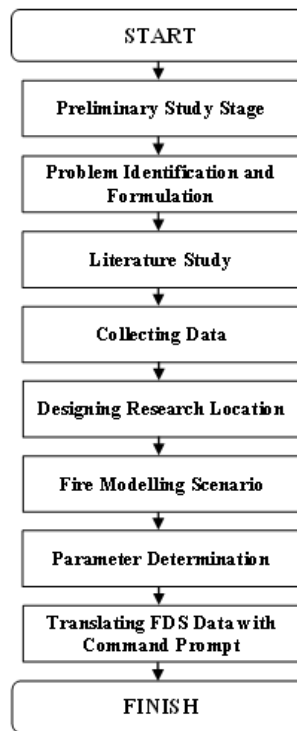 START
Preliminary Study Stage
Problem Identification and
Formulation
Literature Study
Collecting Data
Designing Research Location
Fire Modelling Scenario
Parameter Determination
Translating FDS Data with
Command Prompt
FINISH